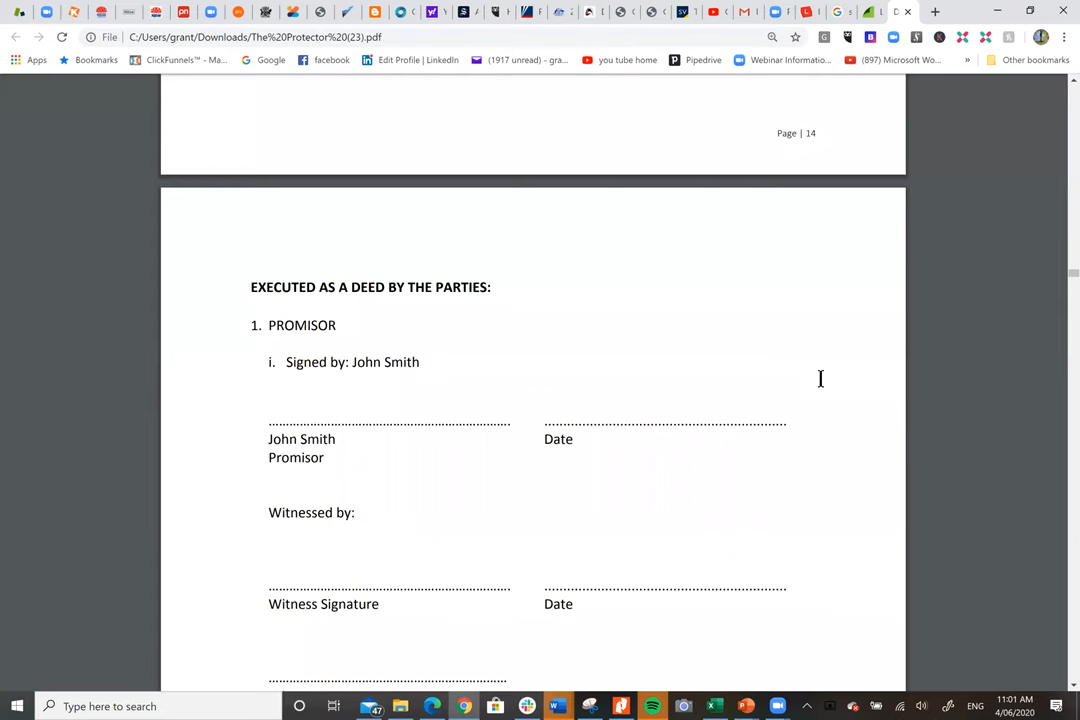 File C:/Users/grant/Downloads/The%20Protector%20(23).pdf
Apps Bookmarks ClickFunnels™ - Ma... Google facebook Edit Profile | LinkedIn (1917 unread) - gra... you tube home Pipedrive Webinar Informatio... (897) Microsoft Wo... » Other bookmarks
Page | 14
EXECUTED AS A DEED BY THE PARTIES:
1. PROMISOR
i. Signed by: John Smith
John Smith Date
Promisor
Witnessed by:
Witness Signature Date
Type here to search
47
ENG
11:01 AM
4/06/2020